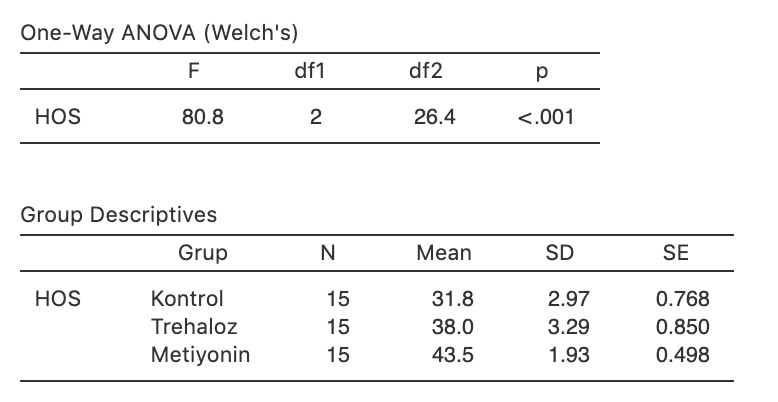 One-Way ANOVA (Welch's)
F df1 df2 p
HOS 80.8 2 26.4 <.001
Group Descriptives
Grup N Mean SD SE
HOS Kontrol 15 31.8 2.97 0.768
Trehaloz 15 38.0 3.29 0.850
Metiyonin 15 43.5 1.93 0.498